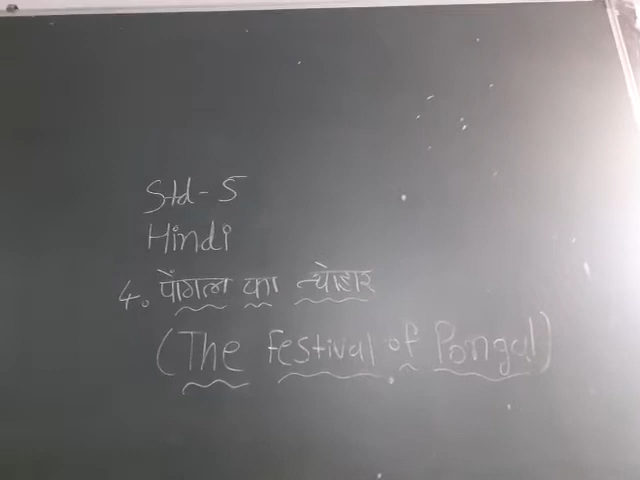 Std - 5
Hindi
4. पोंगल का त्योहार
(The Festival of Pongal)